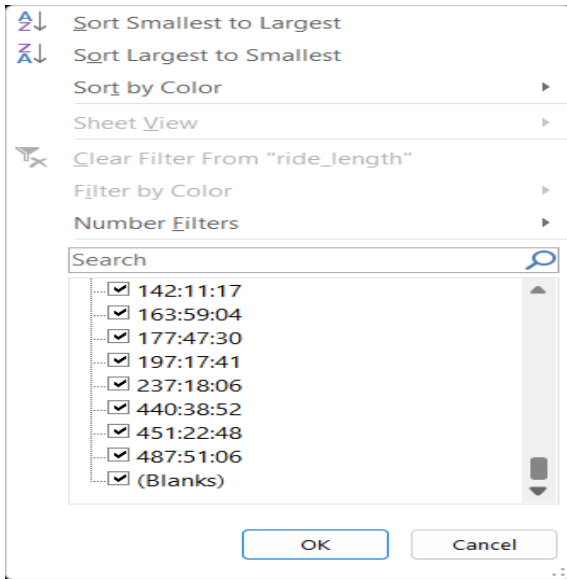 Sort Smallest to Largest
Sort Largest to Smallest
Sort by Color
Sheet View
Clear Filter From "ride_length"
Filter by Color
Number Filters
Search
142:11:17
163:59:04
177:47:30
197:17:41
237:18:06
440:38:52
451:22:48
487:51:06
(Blanks)
OK Cancel